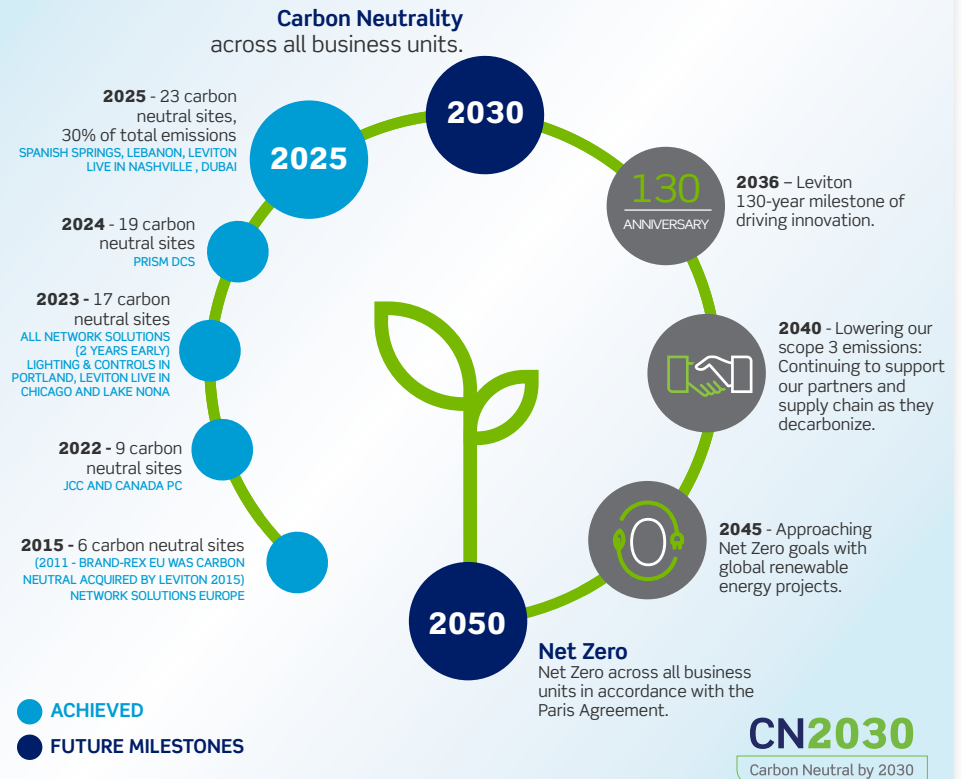 Carbon Neutrality
across all business units.
2030
2025 - 23 carbon
neutral sites,
30% of total emissions
SPANISH SPRINGS, LEBANON, LEVITON
LIVE IN NASHVILLE , DUBAI
2025
2024 - 19 carbon
neutral sites
PRISM DCS
2023 - 17 carbon
neutral sites
ALL NETWORK SOLUTIONS
(2 YEARS EARLY)
LIGHTING & CONTROLS IN
PORTLAND, LEVITON LIVE IN
CHICAGO AND LAKE NONA
2022 - 9 carbon
neutral sites
JCC AND CANADA PC
2015 - 6 carbon neutral sites
(2011 - BRAND-REX EU WAS CARBON
NEUTRAL ACQUIRED BY LEVITON 2015)
NETWORK SOLUTIONS EUROPE
130
ANNIVERSARY
2036 – Leviton
130-year milestone of
driving innovation.
2040 - Lowering our
scope 3 emissions:
Continuing to support
our partners and
supply chain as they
decarbonize.
0
2045 - Approaching
Net Zero goals with
global renewable
energy projects.
2050
Net Zero
Net Zero across all business
units in accordance with the
Paris Agreement.
ACHIEVED
FUTURE MILESTONES
CN2030
Carbon Neutral by 2030